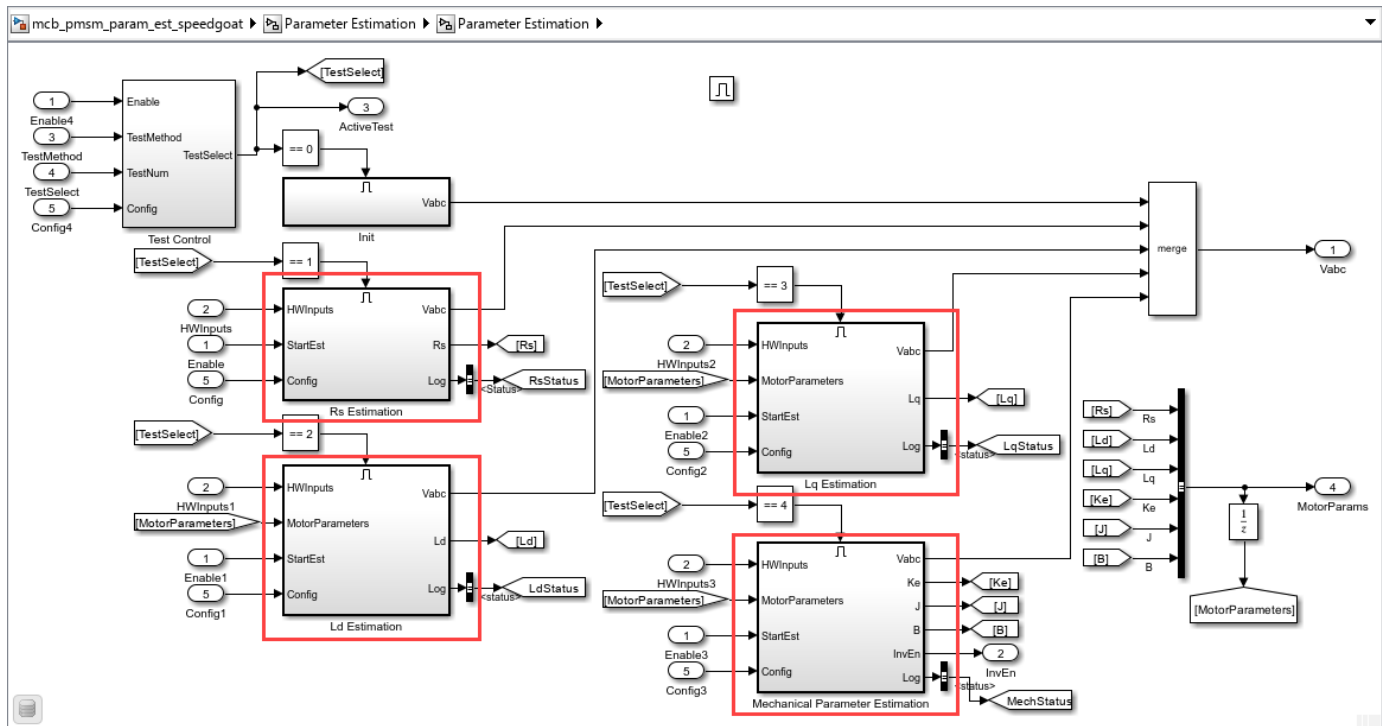 mcb_pmsm_param_est_speedgoat Parameter Estimation Parameter Estimation
[TestSelect]
1
Enable4
3
TestMethod
4
TestSelect
5
Config4
Enable
TestMethod
TestNum
Config
TestSelect
Test Control
3
ActiveTest
== 0
Vabc
Init
[TestSelect]
== 1
2
HWInputs
1
Enable
5
Config
HWInputs
StartEst
Config
Vabc
Rs
Log
Rs Estimation
[Rs]
<Status>
RsStatus
[TestSelect]
== 2
2
HWInputs1
[MotorParameters]
1
Enable1
5
Config1
HWInputs
MotorParameters
StartEst
Config
Vabc
Ld
Log
Ld Estimation
[Ld]
<status>
LdStatus
[TestSelect]
== 3
2
HWInputs2
[MotorParameters]
1
Enable2
5
Config2
HWInputs
MotorParameters
StartEst
Config
Vabc
Lq
Log
Lq Estimation
[Lq]
<status>
LqStatus
[TestSelect]
== 4
2
HWInputs3
[MotorParameters]
1
Enable3
5
Config3
HWInputs
MotorParameters
StartEst
Config
Vabc
Ke
J
B
InvEn
Log
Mechanical Parameter Estimation
[Ke]
[J]
[B]
2
InvEn
<status>
MechStatus
merge
1
Vabc
[Rs]
Rs
[Ld]
Ld
[Lq]
Lq
[Ke]
Ke
[J]
J
[B]
B
4
MotorParams
1
z
[MotorParameters]